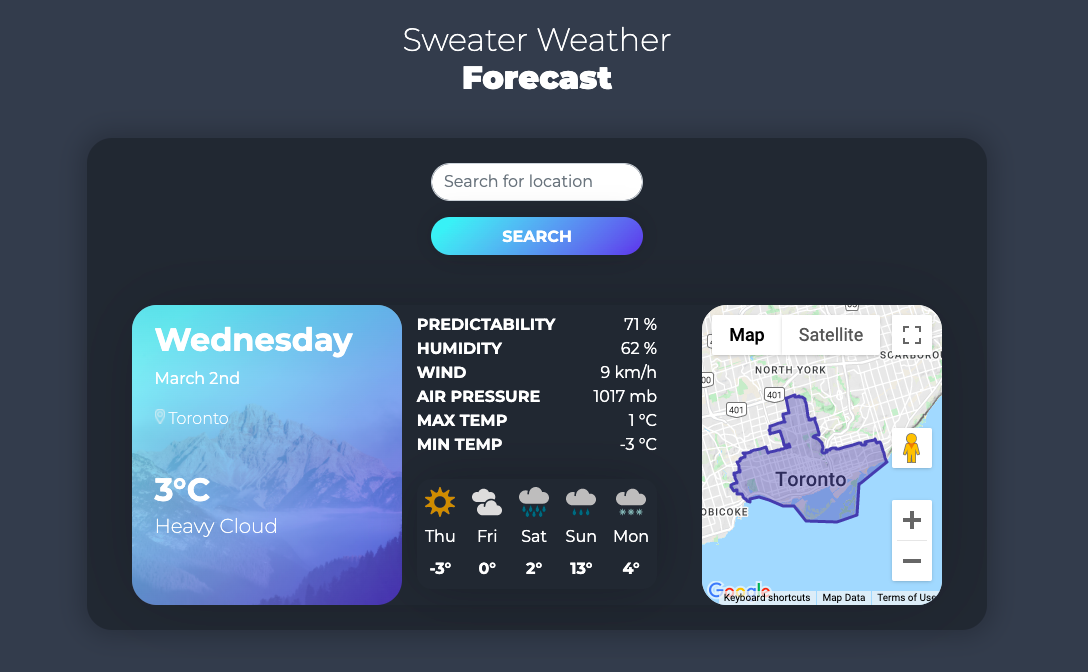 Sweater Weather
Forecast
Search for location
SEARCH
Wednesday
March 2nd
Toronto
3°C
Heavy Cloud
PREDICTABILITY 71 %
HUMIDITY 62 %
WIND 9 km/h
AIR PRESSURE 1017 mb
MAX TEMP 1 °C
MIN TEMP -3 °C
Thu Fri Sat Sun Mon
-3° 0° 2° 13° 4°
Map Satellite
SCARBOROU
NORTH YORK
401
401
Toronto
OBICOKE
Google
Keyboard shortcuts Map Data Terms of Use